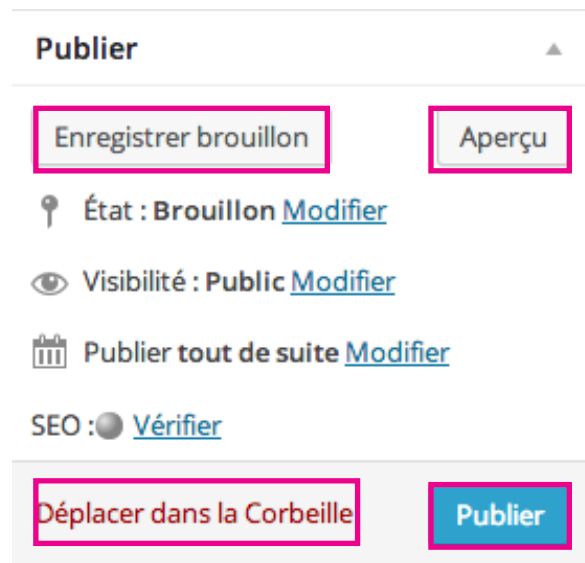 Publier
Enregistrer brouillon Aperçu
État : Brouillon Modifier
Visibilité : Public Modifier
Publier tout de suite Modifier
SEO : Vérifier
Déplacer dans la Corbeille Publier